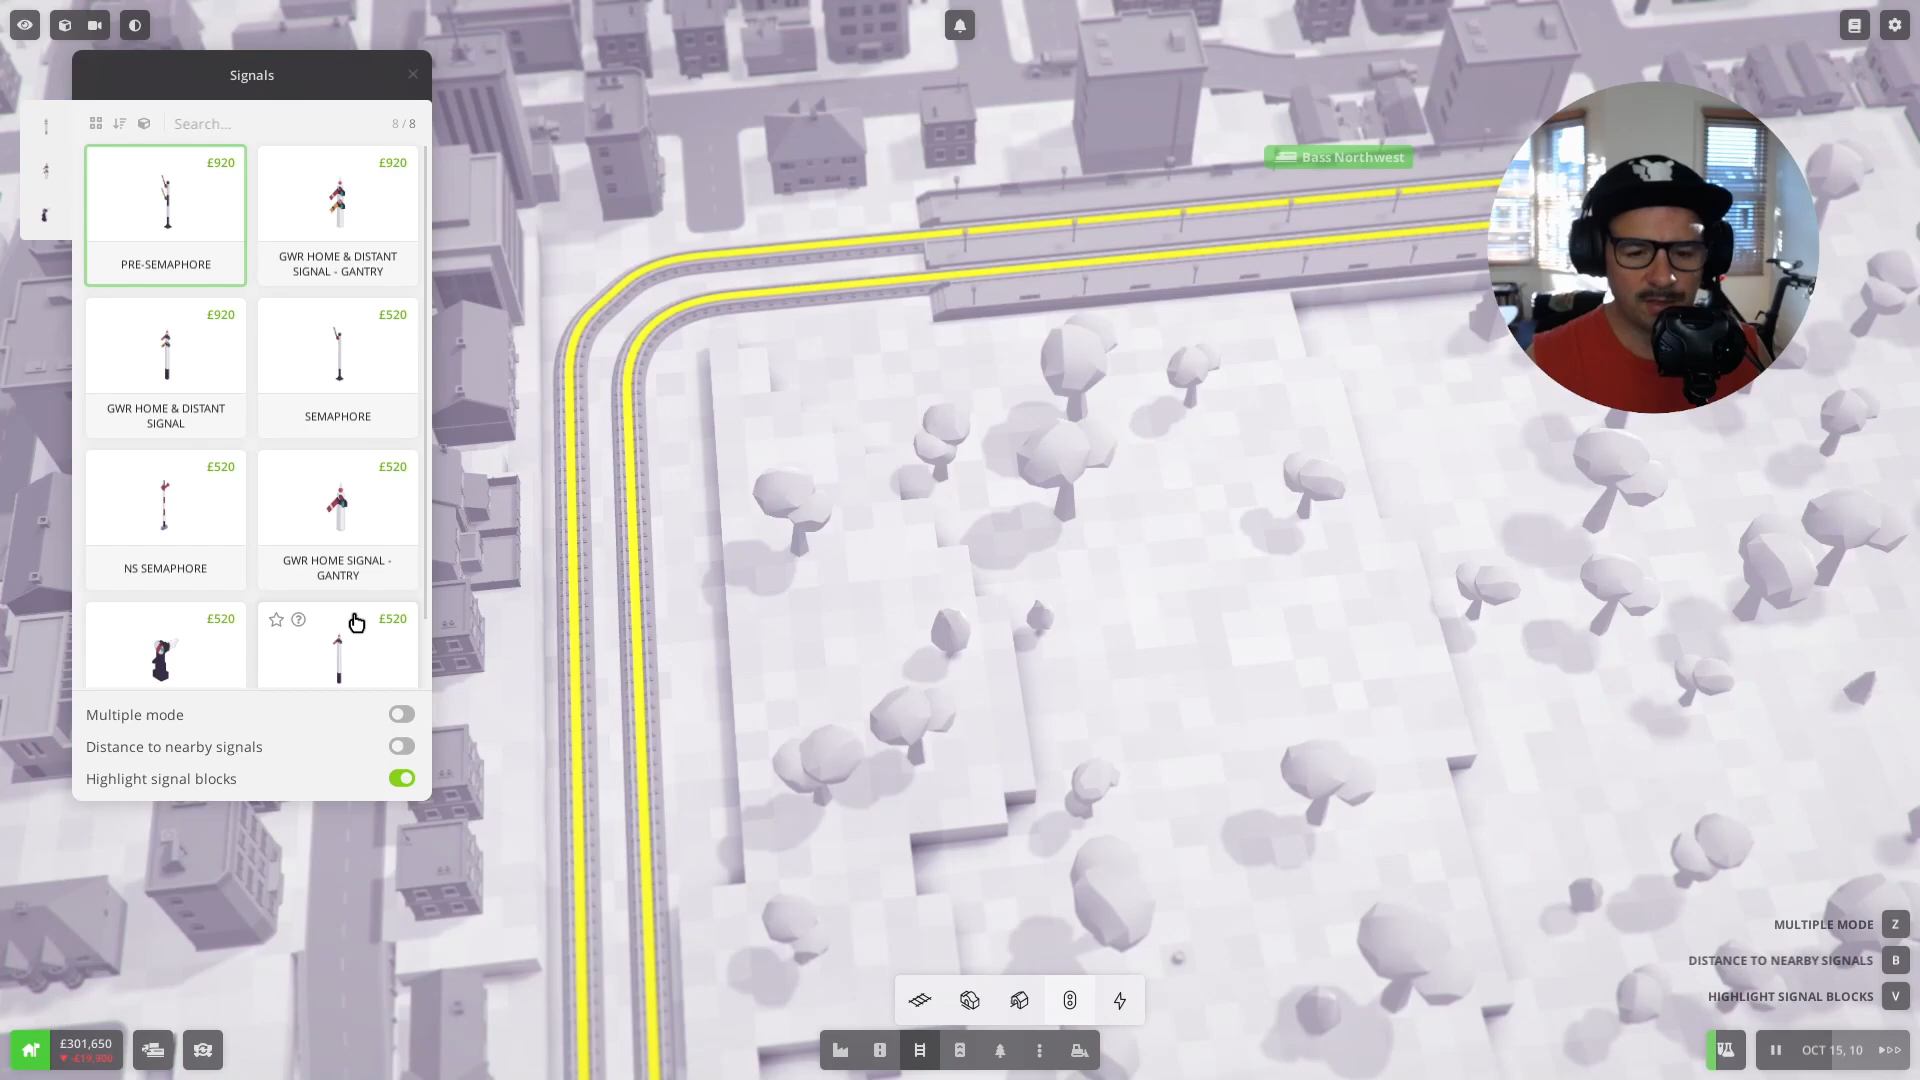 Signals
Search...
8 / 8
£920
PRE-SEMAPHORE
£920
GWR HOME & DISTANT
SIGNAL - GANTRY
£920
GWR HOME & DISTANT
SIGNAL
£520
SEMAPHORE
£520
NS SEMAPHORE
£520
GWR HOME SIGNAL -
GANTRY
£520
£520
Multiple mode
Distance to nearby signals
Highlight signal blocks
Bass Northwest
MULTIPLE MODE Z
DISTANCE TO NEARBY SIGNALS B
HIGHLIGHT SIGNAL BLOCKS V
£301,650
▼ -£19,900
OCT 15, 10